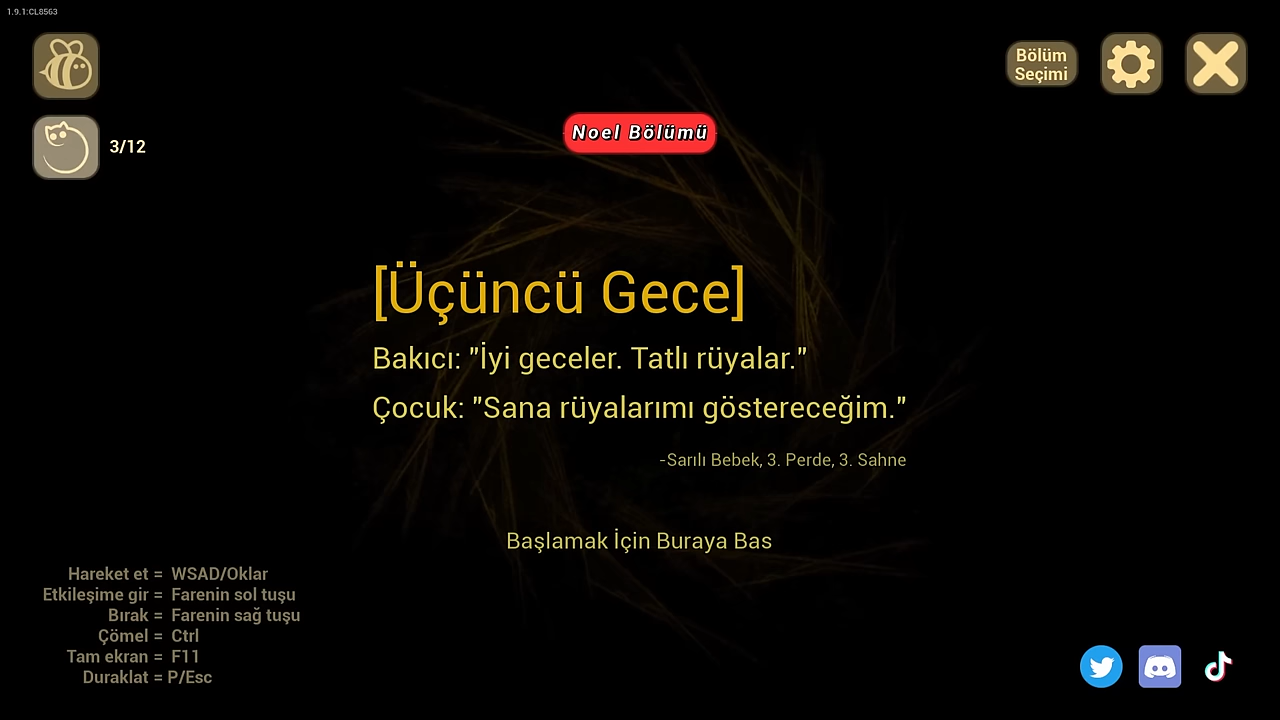 1.9.1:CL8563
Bölüm
Seçimi
Noel Bölümü
3/12
[Üçüncü Gece]
Bakıcı: "İyi geceler. Tatlı rüyalar."
Çocuk: "Sana rüyalarımı göstereceğim."
-Sarılı Bebek, 3. Perde, 3. Sahne
Başlamak İçin Buraya Bas
Hareket et = WSAD/Oklar
Etkileşime gir = Farenin sol tuşu
Bırak = Farenin sağ tuşu
Çömel = Ctrl
Tam ekran = F11
Duraklat = P/Esc